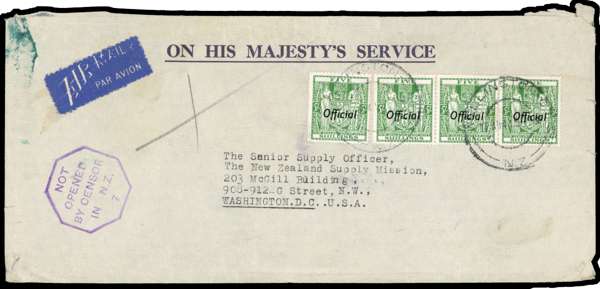 ON HIS MAJESTY'S SERVICE
AIR MAIL
PAR AVION
Official Official Official Official
NOT
OPENED
BY CENSOR
IN N.Z.
7
N.Z.
The Senior Supply Officer,
The New Zealand Supply Mission,
203 McGill Building,
908-912 G Street, N.W.,
WASHINGTON,D.C..U.S.A.